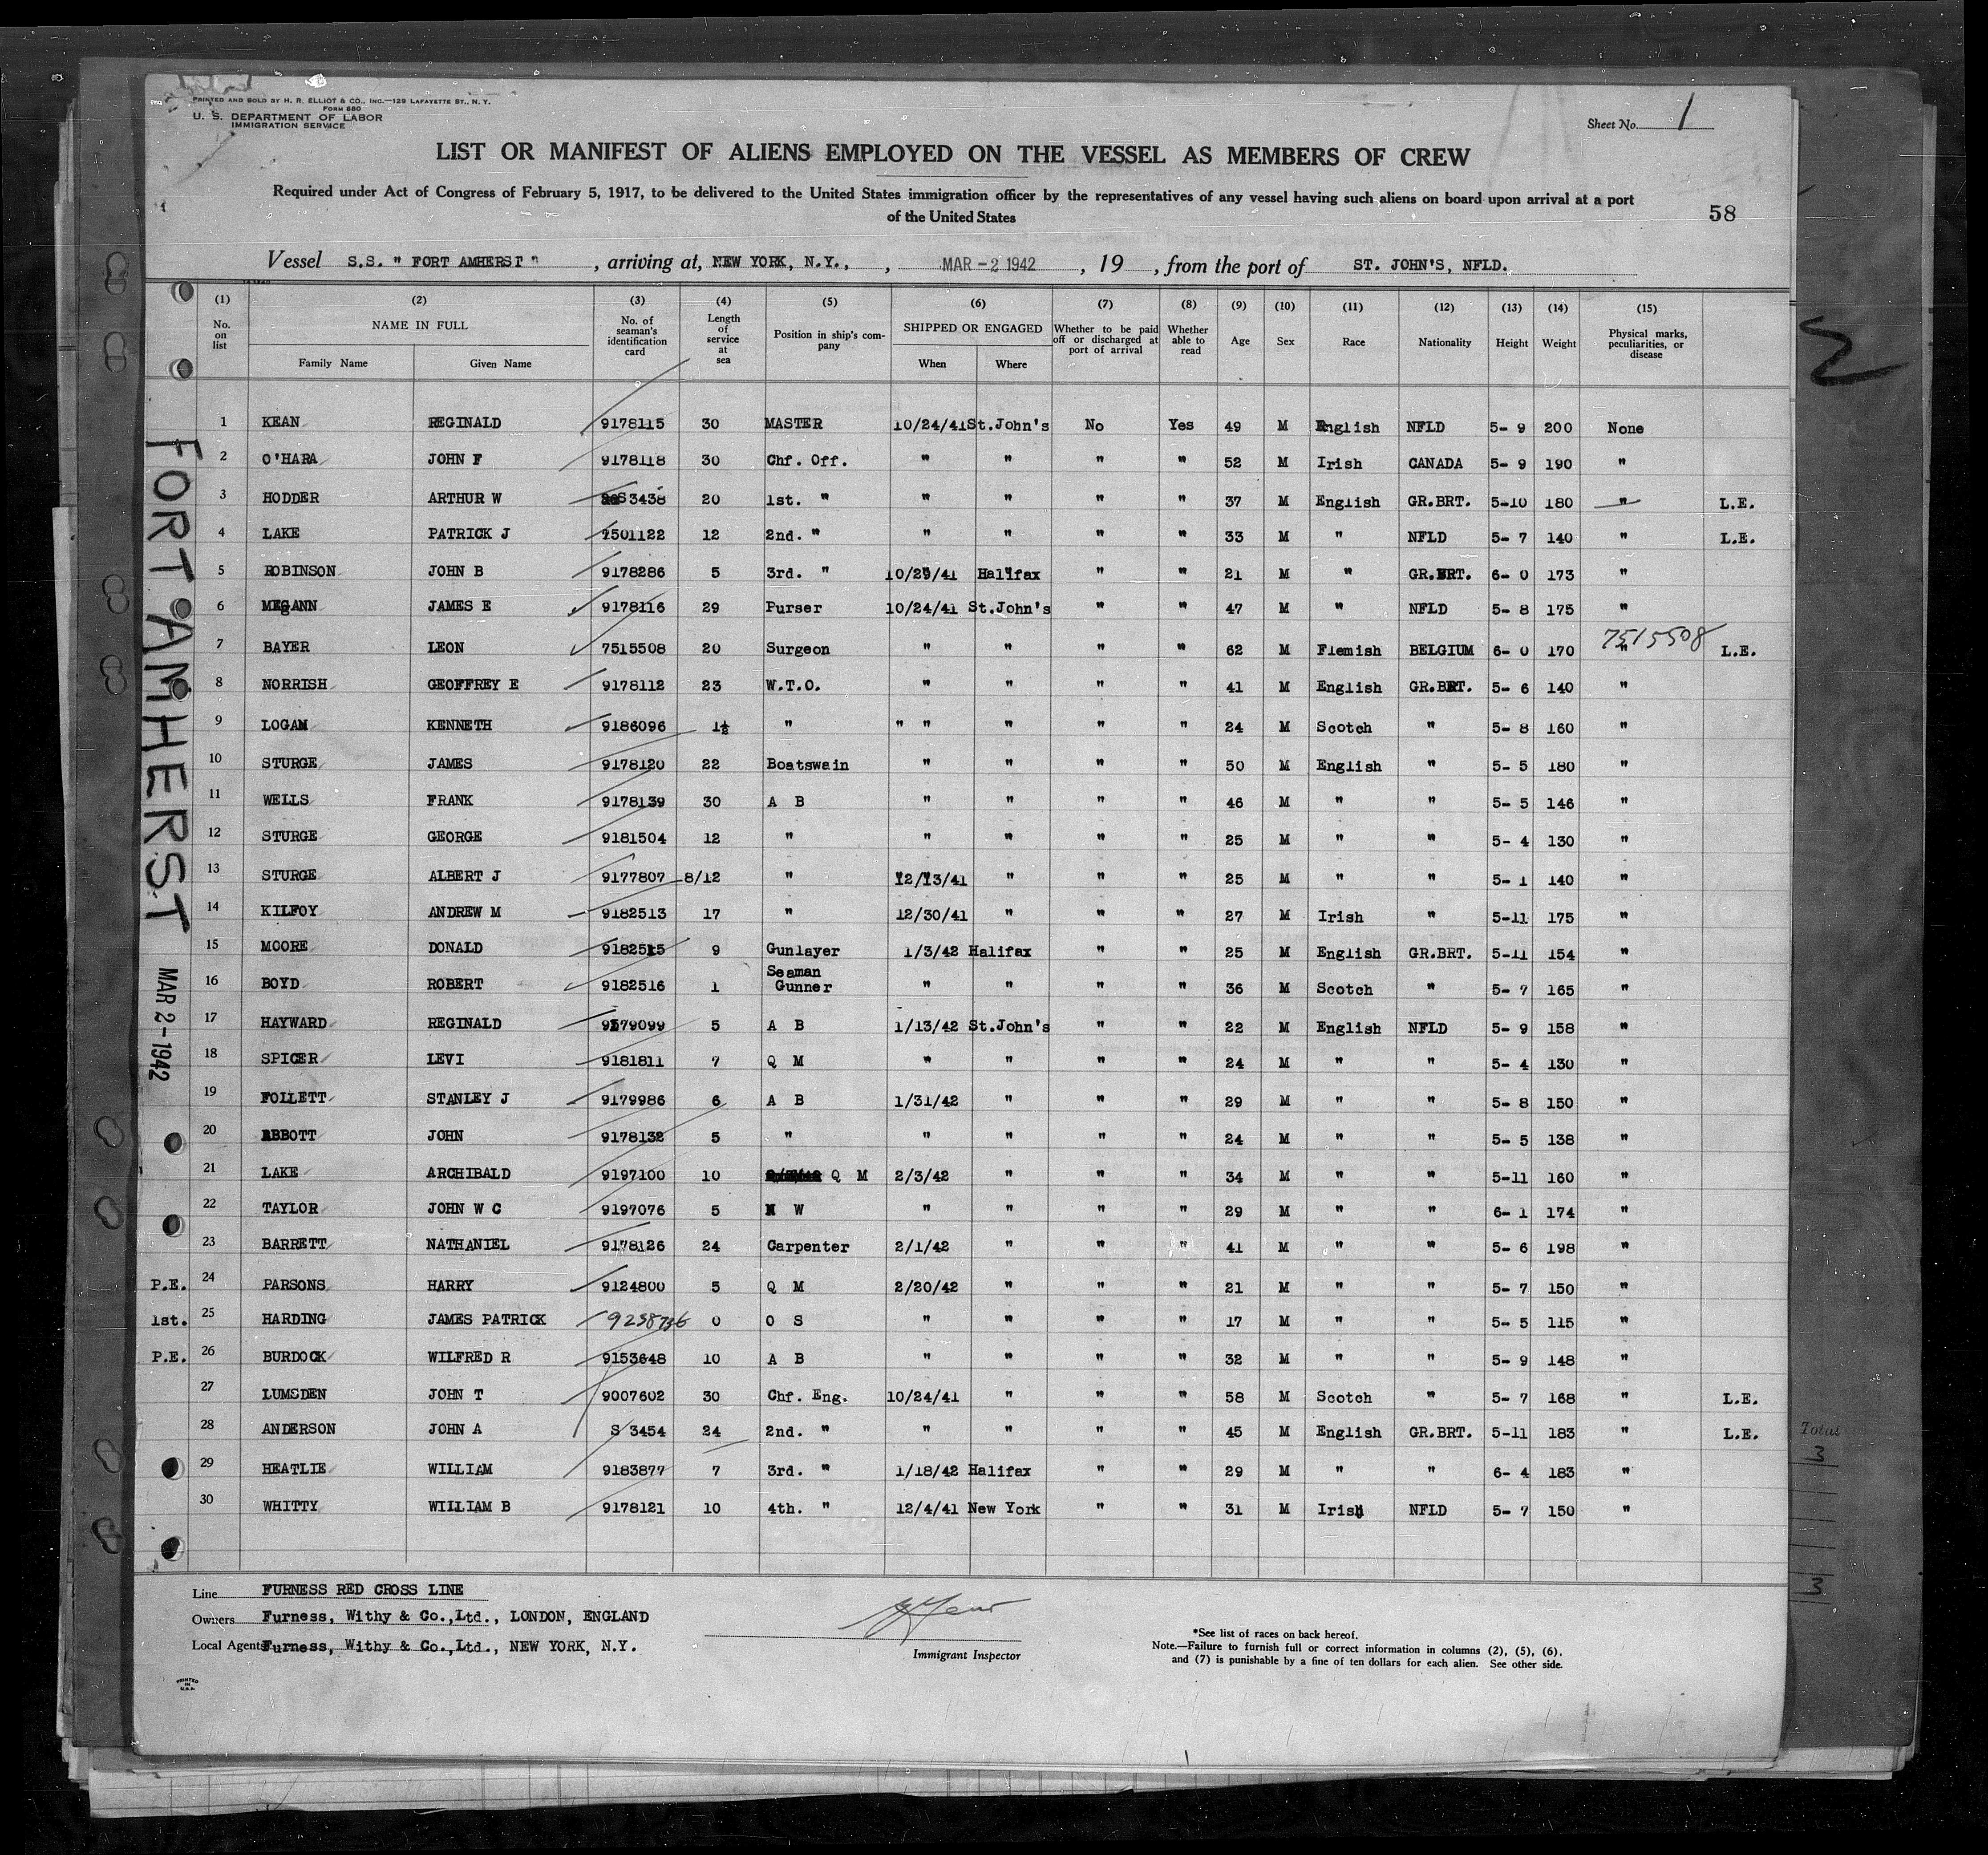 PRINTED AND SOLD BY H. R. ELLIOT & CO., INC.—129 LAFAYETTE ST., N. Y.
FORM 680
U. S. DEPARTMENT OF LABOR
IMMIGRATION SERVICE
Sheet No. 1
LIST OR MANIFEST OF ALIENS EMPLOYED ON THE VESSEL AS MEMBERS OF CREW
Required under Act of Congress of February 5, 1917, to be delivered to the United States immigration officer by the representatives of any vessel having such aliens on board upon arrival at a port
of the United States
58
Vessel S.S. " FORT AMHERST " , arriving at, NEW YORK, N.Y., , MAR -2 1942 , 19 , from the port of ST. JOHN'S, NFLD.
(1) (2) (3) (4) (5) (6) (7) (8) (9) (10) (11) (12) (13) (14) (15)
No. on list NAME IN FULL Family Name Given Name No. of seaman's identification card Length of service at sea Position in ship's company SHIPPED OR ENGAGED When Where Whether to be paid off or discharged at port of arrival Whether able to read Age Sex Race Nationality Height Weight Physical marks, peculiarities, or disease
1 KEAN REGINALD 9178115 30 MASTER 10/24/41 St.John's No Yes 49 M English NFLD 5- 9 200 None
2 O'HARA JOHN F 9178118 30 Chf. Off. " " " " 52 M Irish CANADA 5- 9 190 "
3 HODDER ARTHUR W S 3438 20 1st. " " " " " 37 M English GR.BRT. 5-10 180 " L.E.
4 LAKE PATRICK J 7501122 12 2nd. " " " " " 33 M " NFLD 5- 7 140 " L.E.
5 ROBINSON JOHN B 9178286 5 3rd. " 10/29/41 Halifax " " 21 M " GR.BRT. 6- 0 173 "
6 McGANN JAMES E 9178116 29 Purser 10/24/41 St.John's " " 47 M " NFLD 5- 8 175 "
7 BAYER LEON 7515508 20 Surgeon " " " " 62 M Flemish BELGIUM 6- 0 170 " 7515508 L.E.
8 NORRISH GEOFFREY E 9178112 23 W.T.O. " " " " 41 M English GR.BRT. 5- 6 140 "
9 LOGAN KENNETH 9186096 1½ " " " " " " 24 M Scotch " 5- 8 160 "
10 STURGE JAMES 9178120 22 Boatswain " " " " 50 M English " 5- 5 180 "
11 WELLS FRANK 9178139 30 A B " " " " 46 M " " 5- 5 146 "
12 STURGE GEORGE 9181504 12 " " " " " 25 M " " 5- 4 130 "
13 STURGE ALBERT J 9177807 8/12 " 12/13/41 " " " 25 M " " 5- 1 140 "
14 KILFOY ANDREW M 9182513 17 " 12/30/41 " " " 27 M Irish " 5-11 175 "
15 MOORE DONALD 9182515 9 Gunlayer 1/3/42 Halifax " " 25 M English GR.BRT. 5-11 154 "
16 BOYD ROBERT 9182516 1 Seaman Gunner " " " " 36 M Scotch " 5- 7 165 "
17 HAYWARD REGINALD 9179099 5 A B 1/13/42 St.John's " " 22 M English NFLD 5- 9 158 "
18 SPICER LEVI 9181811 7 Q M " " " " 24 M " " 5- 4 130 "
19 FOLLETT STANLEY J 9179986 6 A B 1/31/42 " " " 29 M " " 5- 8 150 "
20 ABBOTT JOHN 9178132 5 " " " " " 24 M " " 5- 5 138 "
21 LAKE ARCHIBALD 9197100 10 Q M 2/3/42 " " " 34 M " " 5-11 160 "
22 TAYLOR JOHN W C 9197076 5 N W " " " " 29 M " " 6- 1 174 "
23 BARRETT NATHANIEL 9178126 24 Carpenter 2/1/42 " " " 41 M " " 5- 6 198 "
P.E. 24 PARSONS HARRY 9124800 5 Q M 2/20/42 " " " 21 M " " 5- 7 150 "
1st. 25 HARDING JAMES PATRICK 9238736 0 O S " " " " 17 M " " 5- 5 115 "
P.E. 26 BURDOCK WILFRED R 9153648 10 A B " " " " 32 M " " 5- 9 148 "
27 LUMSDEN JOHN T 9007602 30 Chf. Eng. 10/24/41 " " " 58 M Scotch " 5- 7 168 " L.E.
28 ANDERSON JOHN A S 3454 24 2nd. " " " " " 45 M English GR.BRT. 5-11 183 " L.E.
29 HEATLIE WILLIAM 9183877 7 3rd. " 1/18/42 Halifax " " 29 M " " 6- 4 183 "
30 WHITTY WILLIAM B 9178121 10 4th. " 12/4/41 New York " " 31 M Irish NFLD 5- 7 150 "
FORT AMHERST
MAR 2-1942
Total
3
3
Line FURNESS RED CROSS LINE
Owners Furness, Withy & Co.,Ltd., LONDON, ENGLAND
Local Agents Furness, Withy & Co.,Ltd., NEW YORK, N.Y.
Immigrant Inspector
*See list of races on back hereof.
Note.—Failure to furnish full or correct information in columns (2), (5), (6),
and (7) is punishable by a fine of ten dollars for each alien. See other side.
PRINTED
IN
U.S.A.